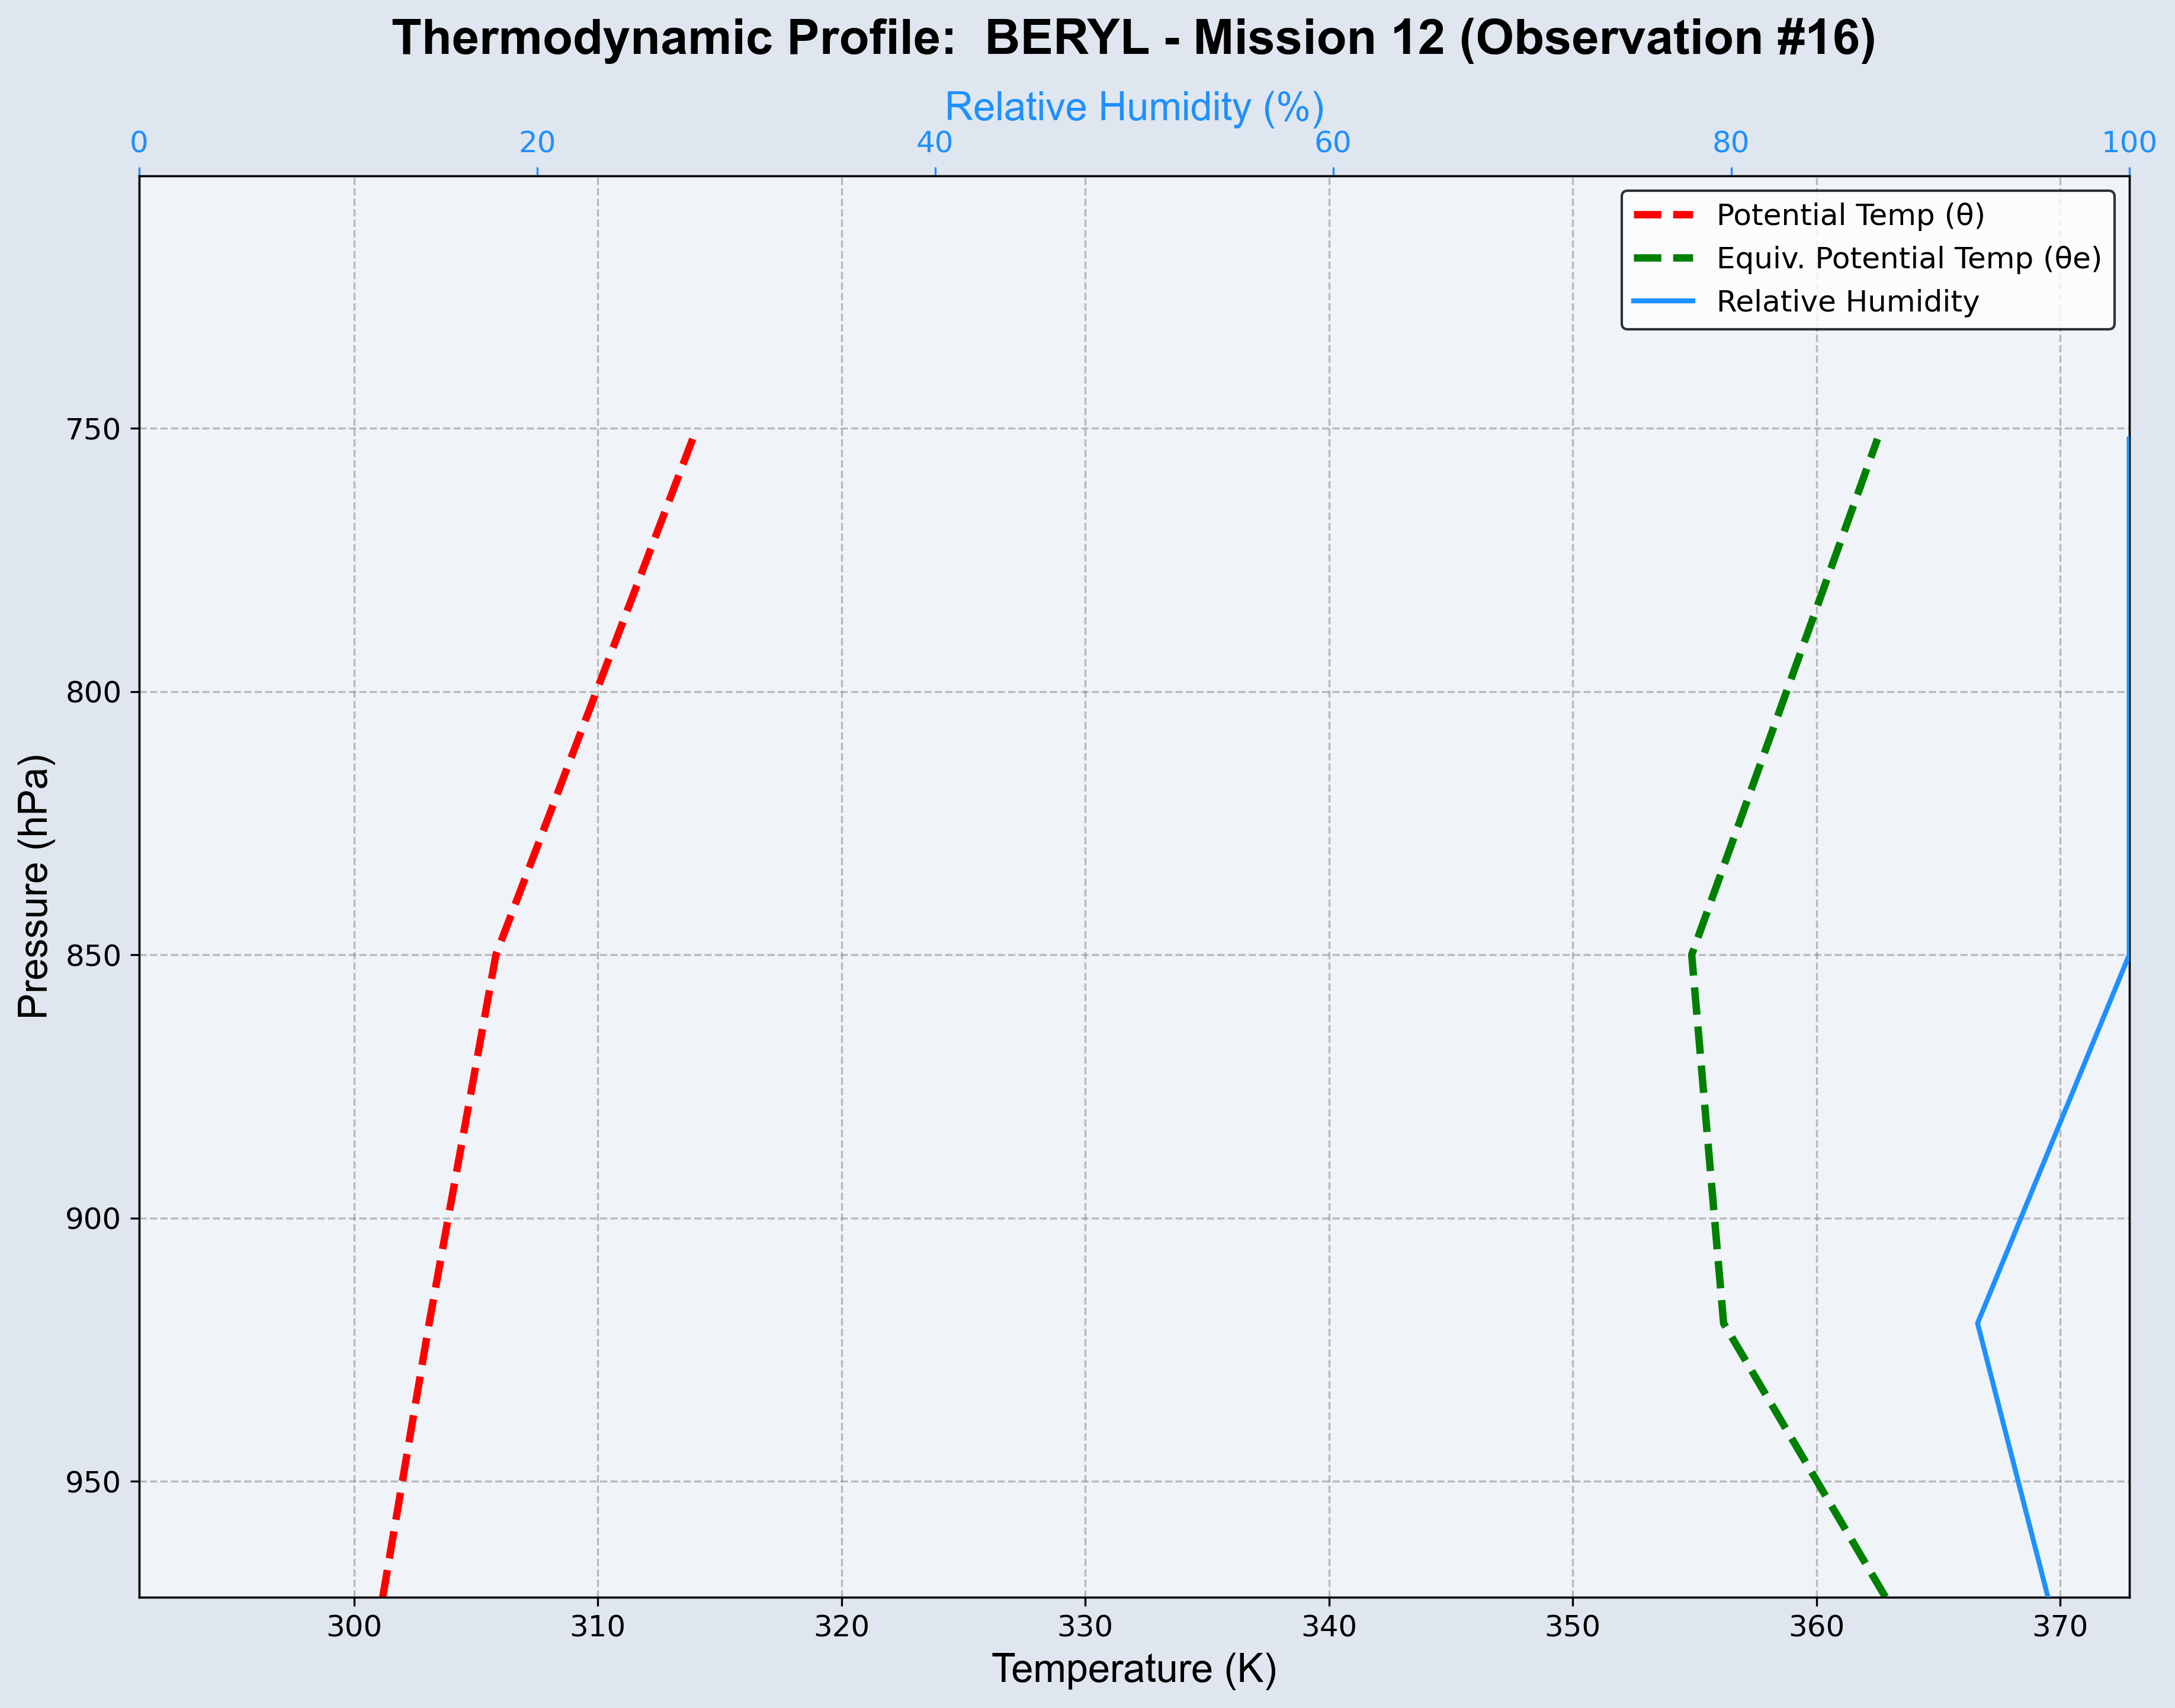 Thermodynamic Profile:  BERYL - Mission 12 (Observation #16)
Relative Humidity (%)
0 20 40 60 80 100
Potential Temp (θ)
Equiv. Potential Temp (θe)
Relative Humidity
750
800
850
900
950
Pressure (hPa)
300 310 320 330 340 350 360 370
Temperature (K)